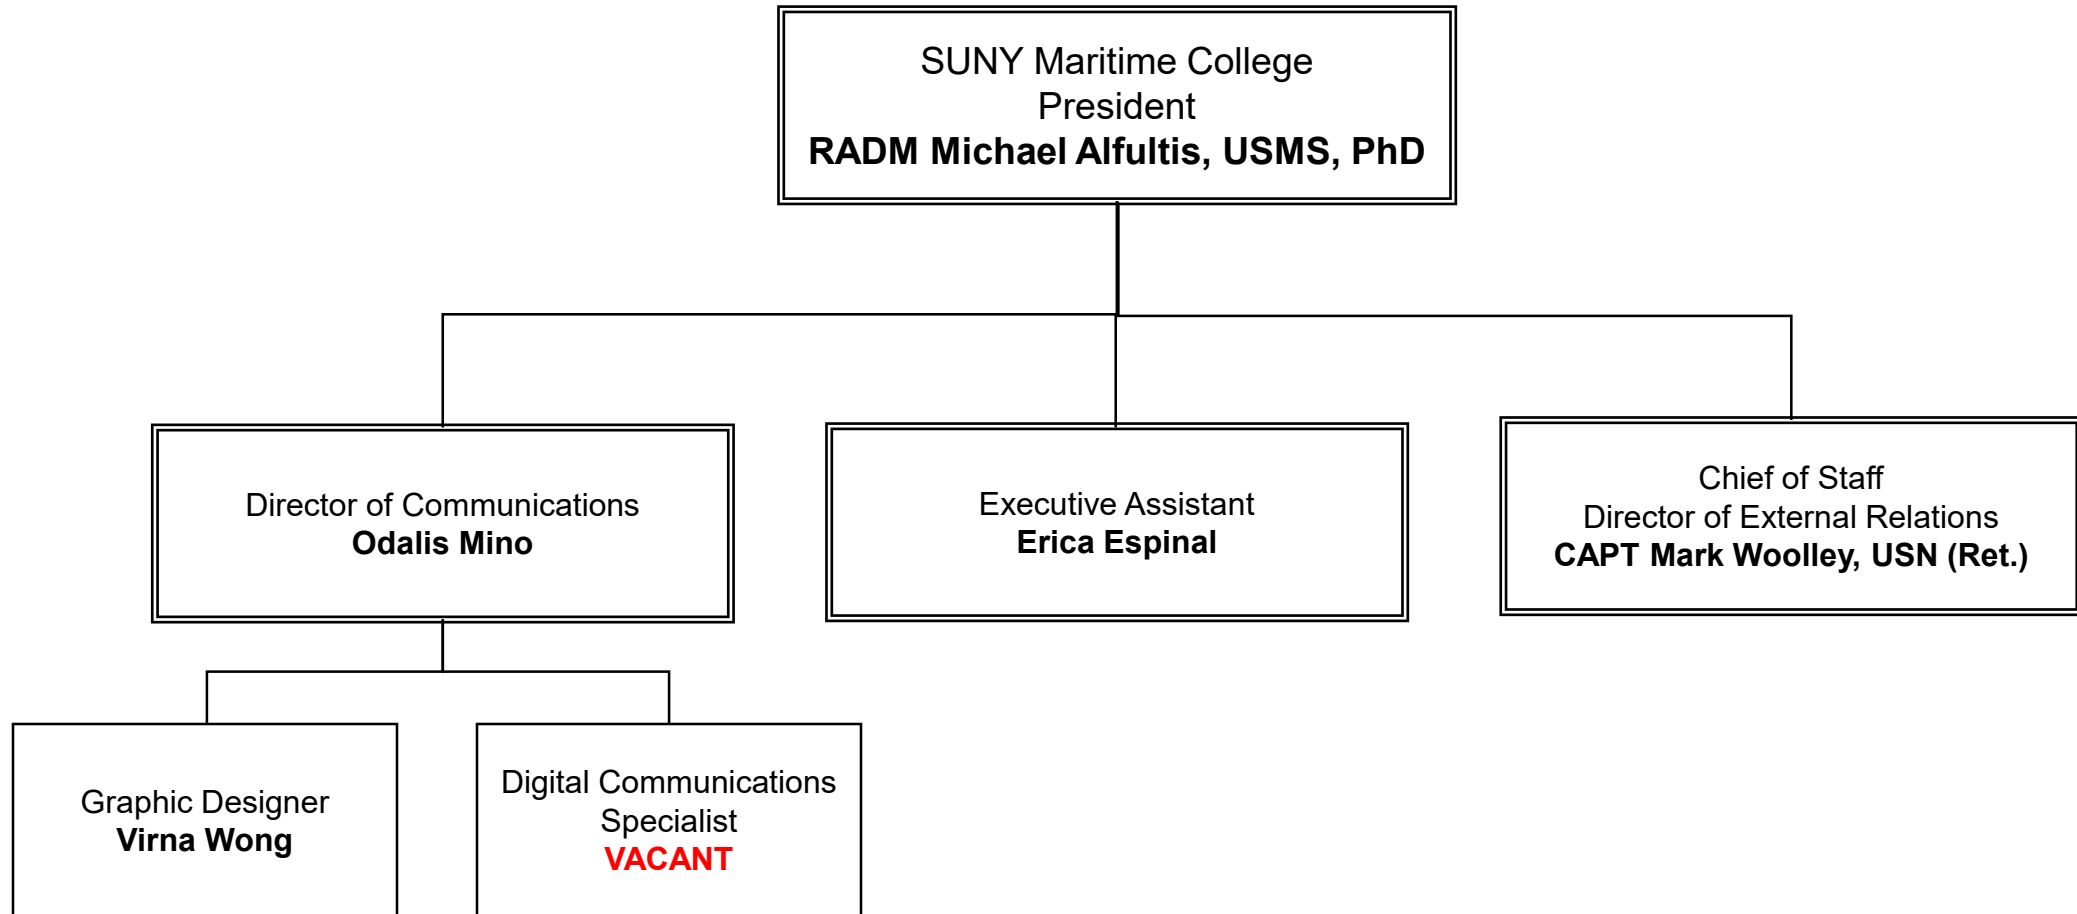 SUNY Maritime College
President
RADM Michael Alfultis, USMS, PhD
Director of Communications
Odalis Mino
Executive Assistant
Erica Espinal
Chief of Staff
Director of External Relations
CAPT Mark Woolley, USN (Ret.)
Graphic Designer
Virna Wong
Digital Communications
Specialist
VACANT